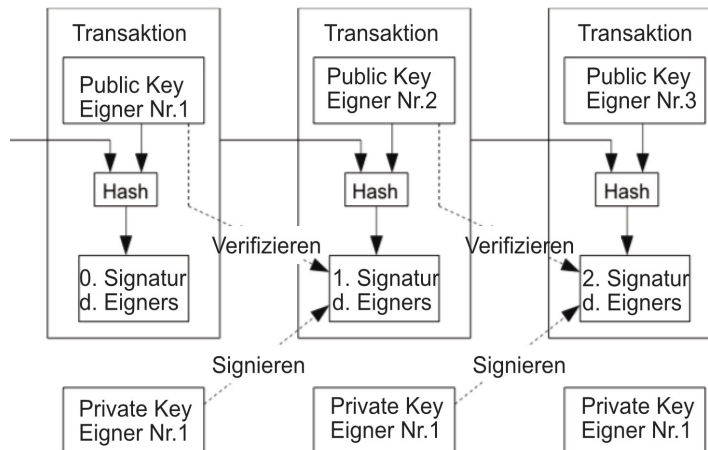 Transaktion
Transaktion
Transaktion
Public Key
Eigner Nr.1
Public Key
Eigner Nr.2
Public Key
Eigner Nr.3
Hash
Hash
Hash
Verifizieren
Verifizieren
0. Signatur
d. Eigners
1. Signatur
d. Eigners
2. Signatur
d. Eigners
Signieren
Signieren
Private Key
Eigner Nr.1
Private Key
Eigner Nr.1
Private Key
Eigner Nr.1